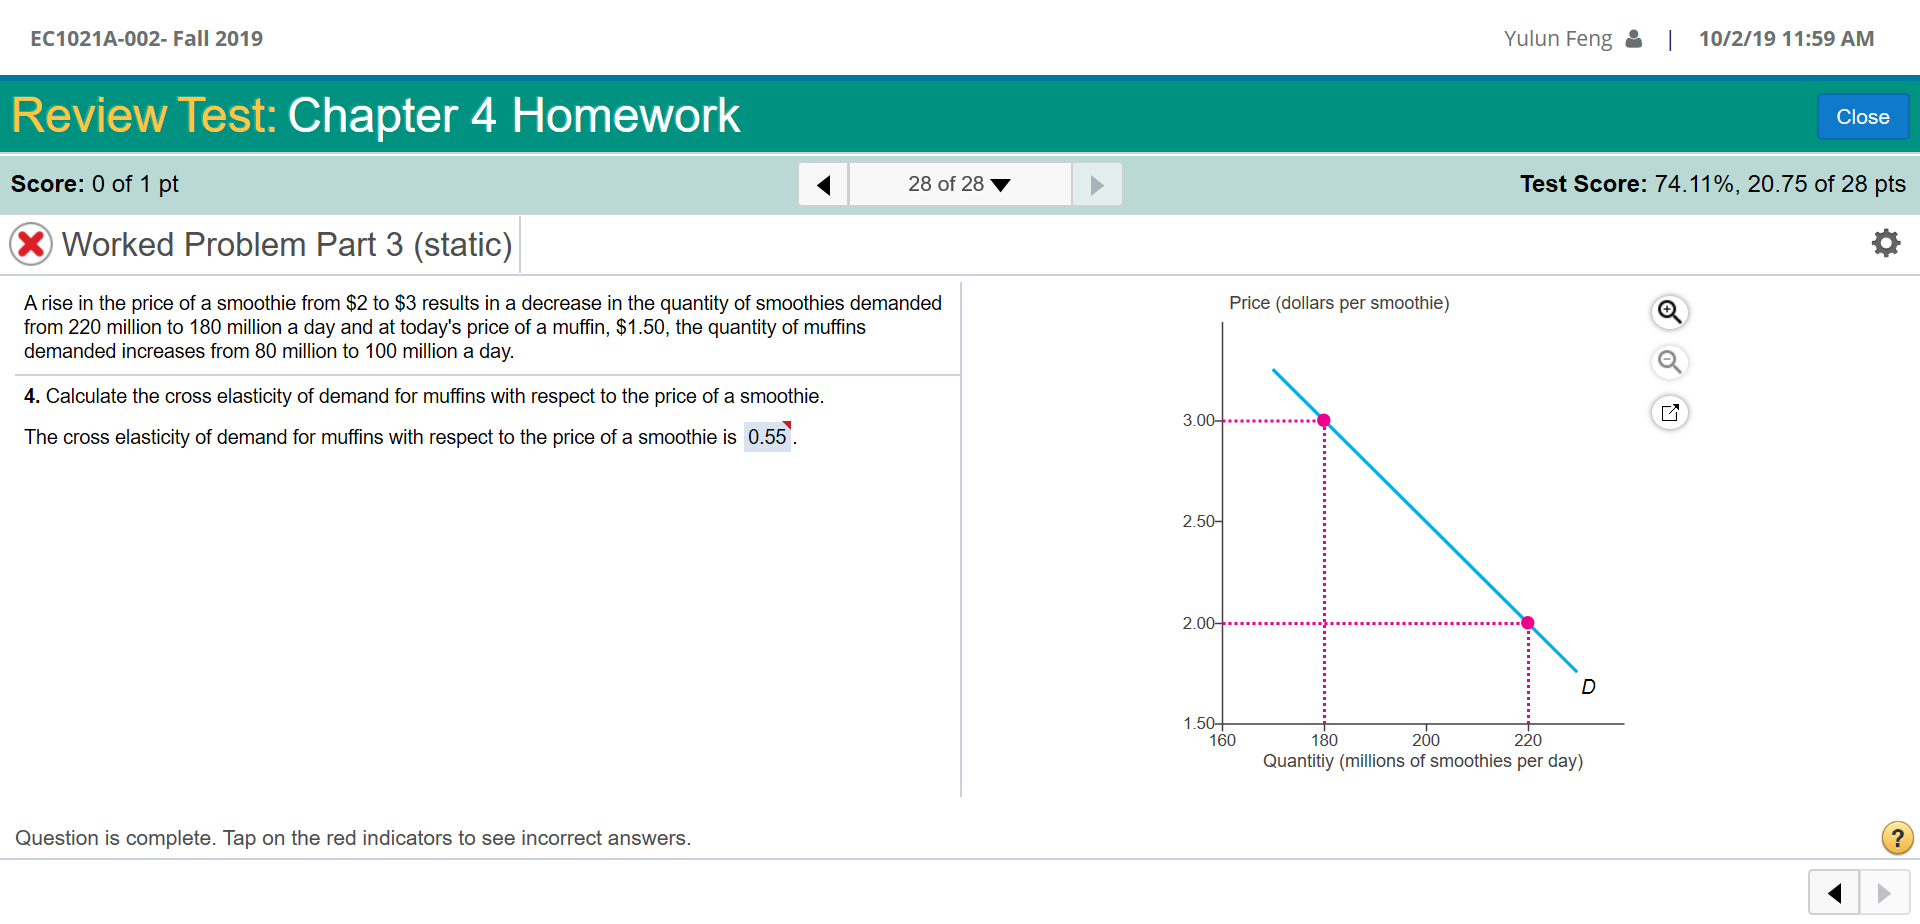 EC1021A-002- Fall 2019
Yulun Feng | 10/2/19 11:59 AM
Review Test: Chapter 4 Homework
Close
Score: 0 of 1 pt
28 of 28
Test Score: 74.11%, 20.75 of 28 pts
Worked Problem Part 3 (static)
A rise in the price of a smoothie from $2 to $3 results in a decrease in the quantity of smoothies demanded
from 220 million to 180 million a day and at today's price of a muffin, $1.50, the quantity of muffins
demanded increases from 80 million to 100 million a day.
4. Calculate the cross elasticity of demand for muffins with respect to the price of a smoothie.
The cross elasticity of demand for muffins with respect to the price of a smoothie is 0.55.
Price (dollars per smoothie)
3.00
2.50
2.00
D
1.50
160 180 200 220
Quantitiy (millions of smoothies per day)
Question is complete. Tap on the red indicators to see incorrect answers.
?